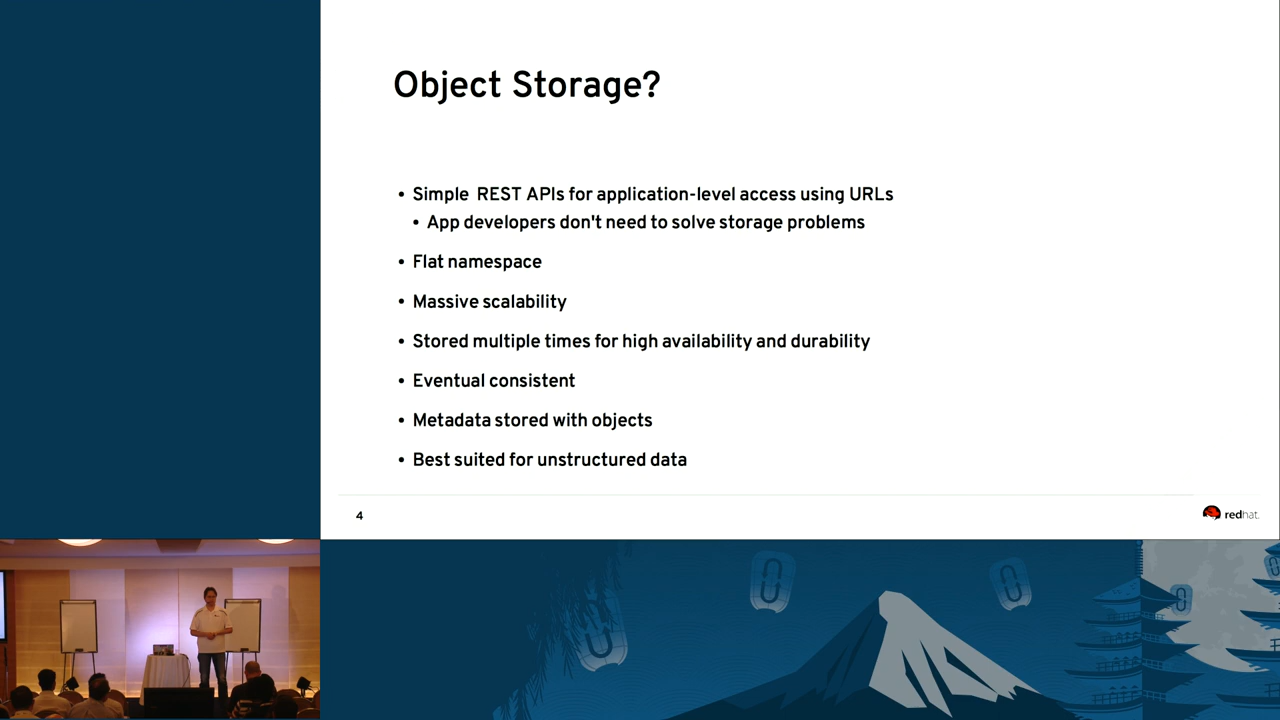 Object Storage?
• Simple REST APIs for application-level access using URLs
• App developers don't need to solve storage problems
• Flat namespace
• Massive scalability
• Stored multiple times for high availability and durability
• Eventual consistent
• Metadata stored with objects
• Best suited for unstructured data
4
redhat.